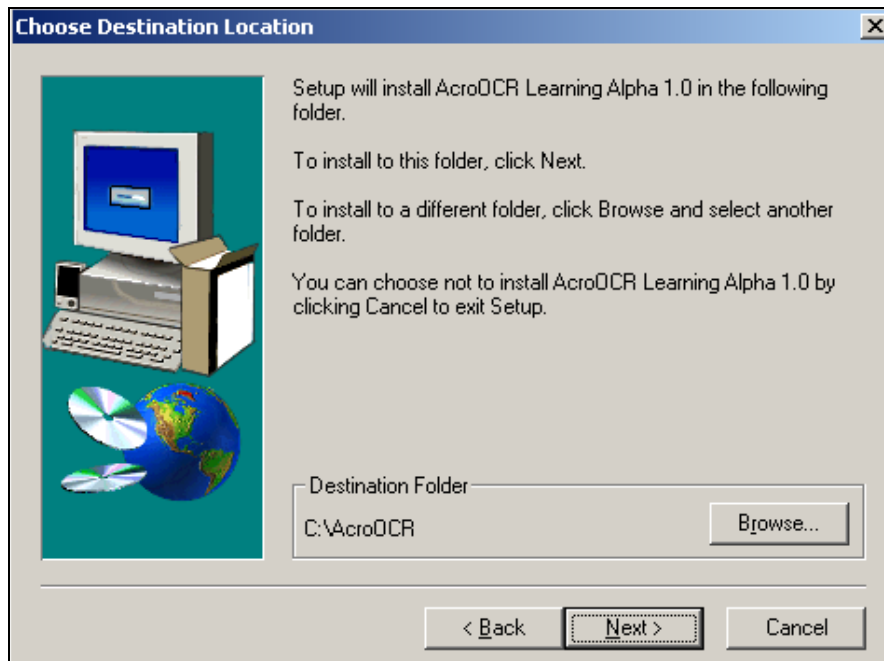 Choose Destination Location
Setup will install AcroOCR Learning Alpha 1.0 in the following
folder.
To install to this folder, click Next.
To install to a different folder, click Browse and select another
folder.
You can choose not to install AcroOCR Learning Alpha 1.0 by
clicking Cancel to exit Setup.
Destination Folder
C:\AcroOCR
Browse...
< Back
Next >
Cancel